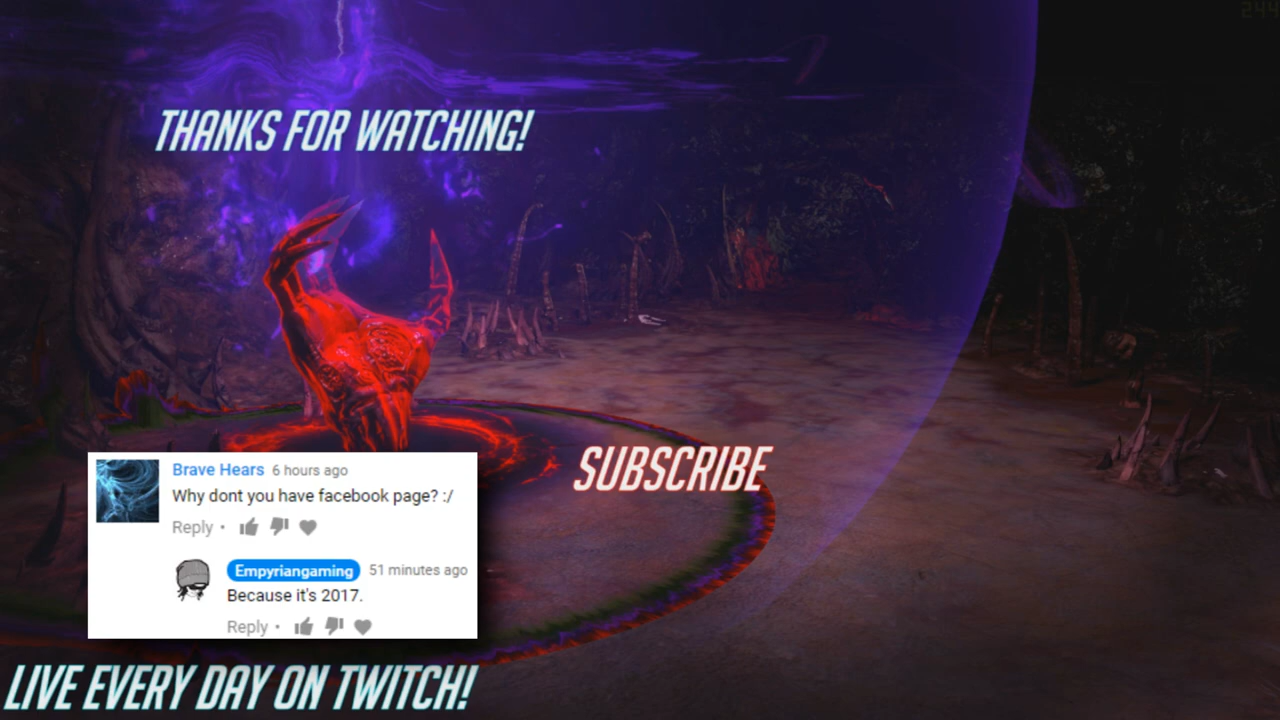 THANKS FOR WATCHING!
SUBSCRIBE
Brave Hears 6 hours ago
Why dont you have facebook page? :/
Reply •
Empyriangaming 51 minutes ago
Because it's 2017.
Reply •
LIVE EVERY DAY ON TWITCH!